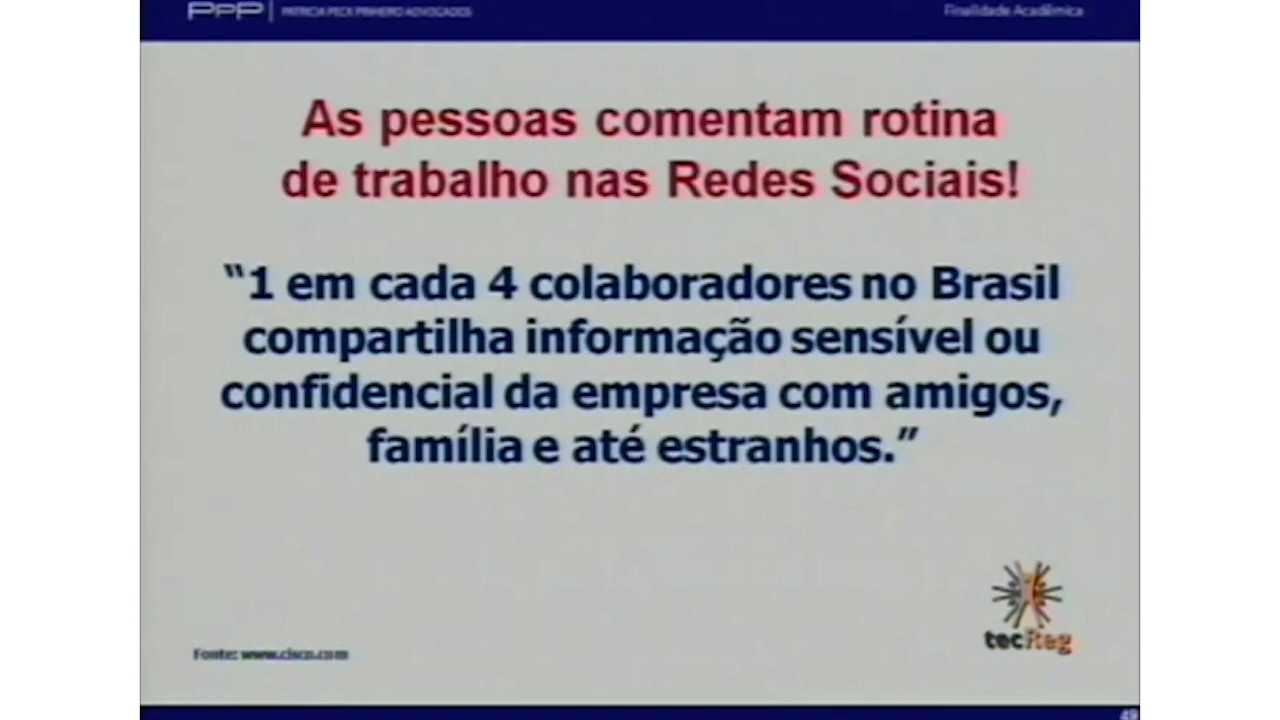 PPP | PATRICIA PECK PINHEIRO ADVOGADOS
Finalidade Acadêmica
As pessoas comentam rotina
de trabalho nas Redes Sociais!
“1 em cada 4 colaboradores no Brasil
compartilha informação sensível ou
confidencial da empresa com amigos,
família e até estranhos.”
tecReg
Fonte: www.cisco.com
49